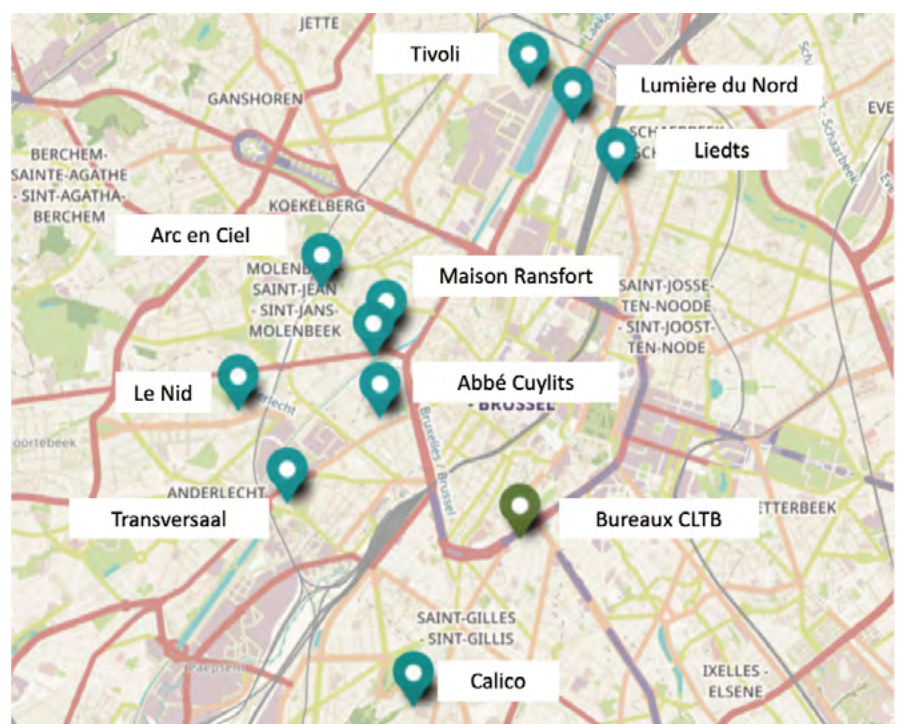 JETTE
Tivoli
Lumière du Nord
GANSHOREN
Liedts
BERCHEM-
SAINTE-AGATHE
- SINT-AGATHA-
BERCHEM
KOEKELBERG
Arc en Ciel
Maison Ransfort
SAINT-JEAN
- SINT-JANS-
MOLENBEEK
SAINT-JOSSE-
TEN-NOODE
- SINT-JOOST-
TEN-NODE
Le Nid
Abbé Cuylits
- BRUSSEL
Bruxelles / Brussel
ANDERLECHT
Transversaal
Bureaux CLTB
SAINT-GILLES
- SINT-GILLIS
Calico
IXELLES -
ELSENE